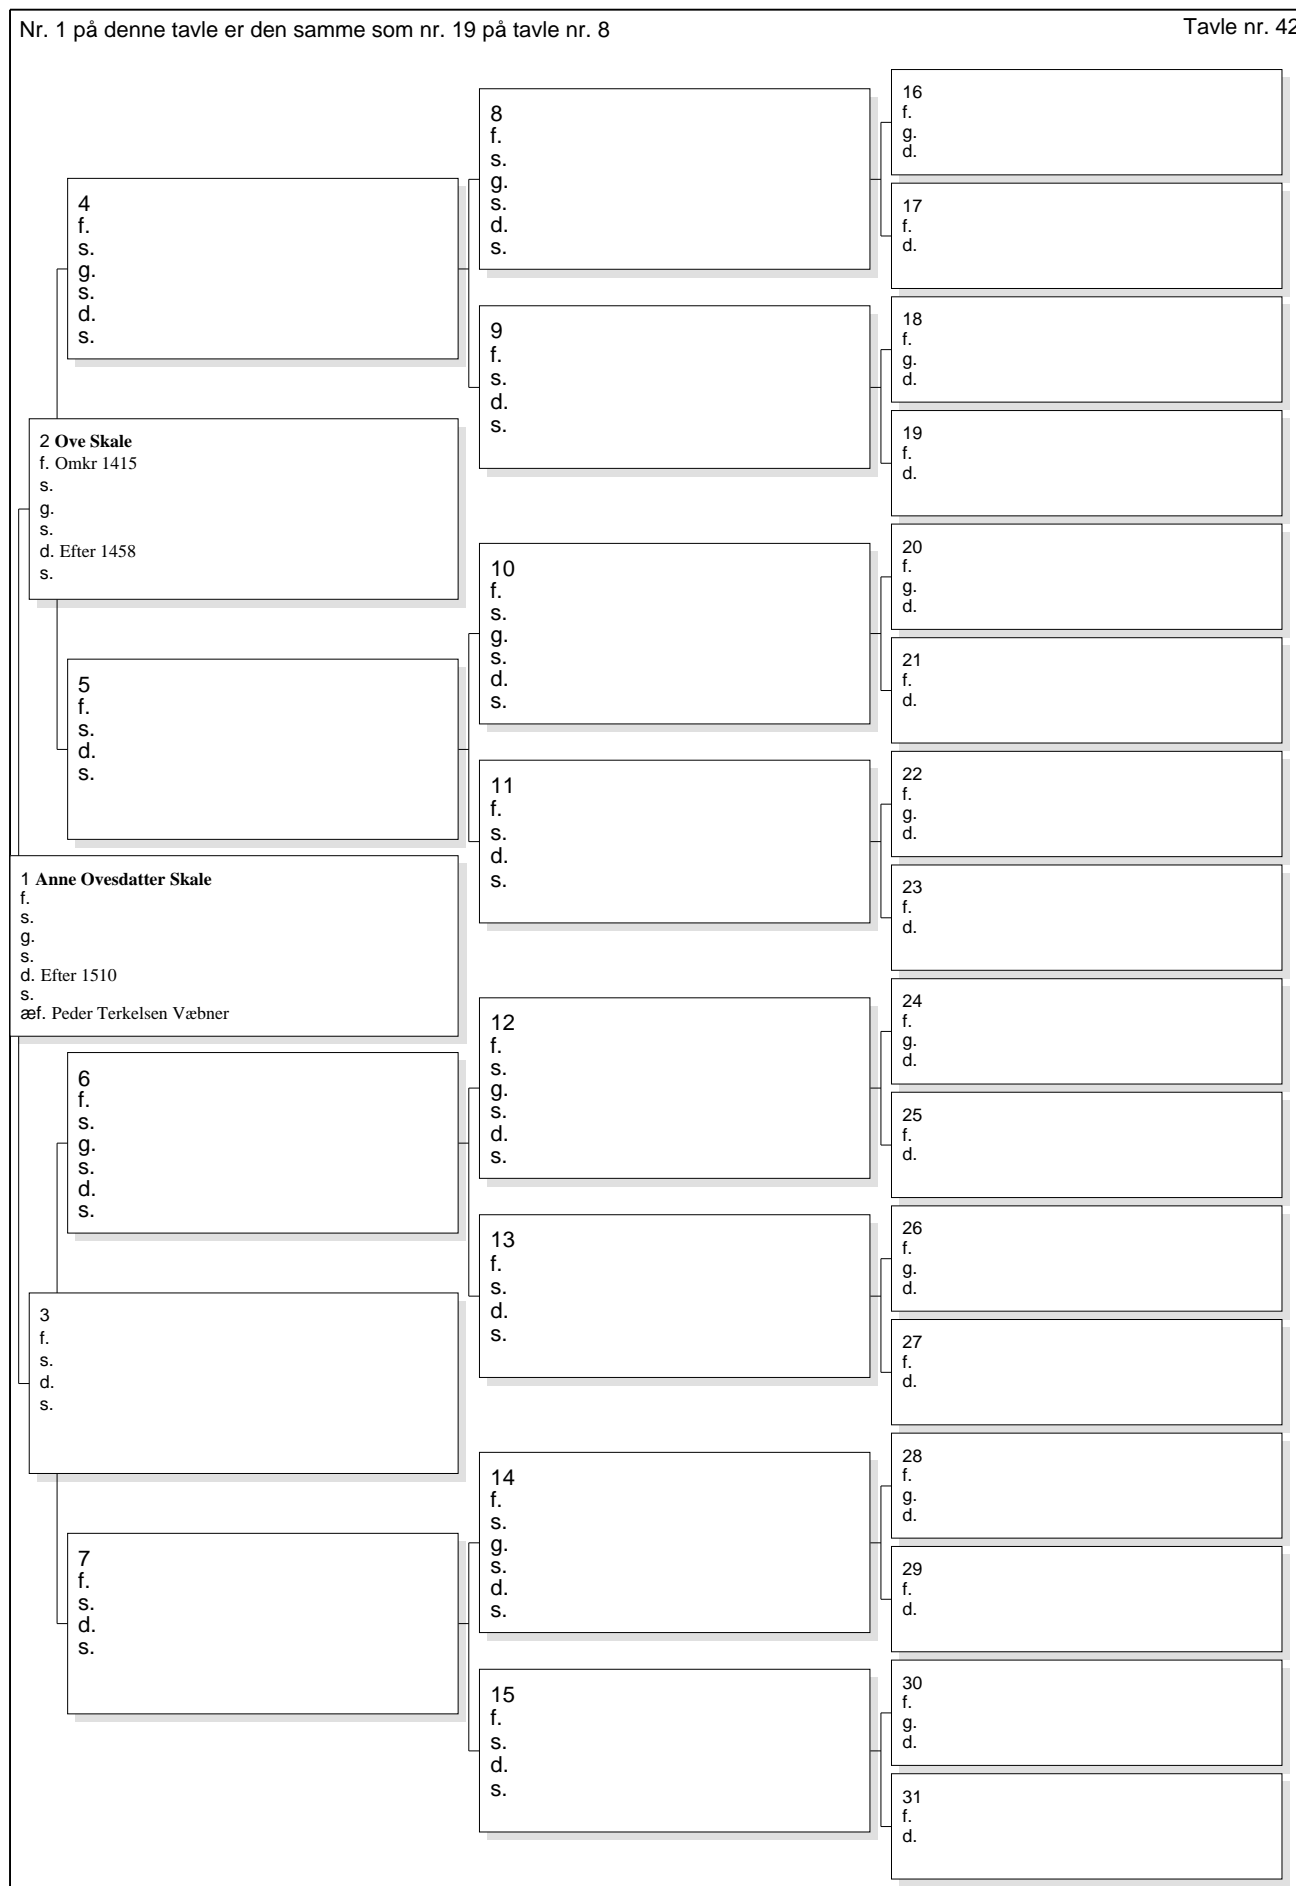 Nr. 1 på denne tavle er den samme som nr. 19 på tavle nr. 8
Tavle nr. 42
4
f.
s.
g.
s.
d.
s.
2 Ove Skale
f. Omkr 1415
s.
g.
s.
d. Efter 1458
s.
5
f.
s.
d.
s.
1 Anne Ovesdatter Skale
f.
s.
g.
s.
d. Efter 1510
s.
æf. Peder Terkelsen Væbner
6
f.
s.
g.
s.
d.
s.
3
f.
s.
d.
s.
7
f.
s.
d.
s.
8
f.
s.
g.
s.
d.
s.
9
f.
s.
d.
s.
10
f.
s.
g.
s.
d.
s.
11
f.
s.
d.
s.
12
f.
s.
g.
s.
d.
s.
13
f.
s.
d.
s.
14
f.
s.
g.
s.
d.
s.
15
f.
s.
d.
s.
16
f.
g.
d.
17
f.
d.
18
f.
g.
d.
19
f.
d.
20
f.
g.
d.
21
f.
d.
22
f.
g.
d.
23
f.
d.
24
f.
g.
d.
25
f.
d.
26
f.
g.
d.
27
f.
d.
28
f.
g.
d.
29
f.
d.
30
f.
g.
d.
31
f.
d.